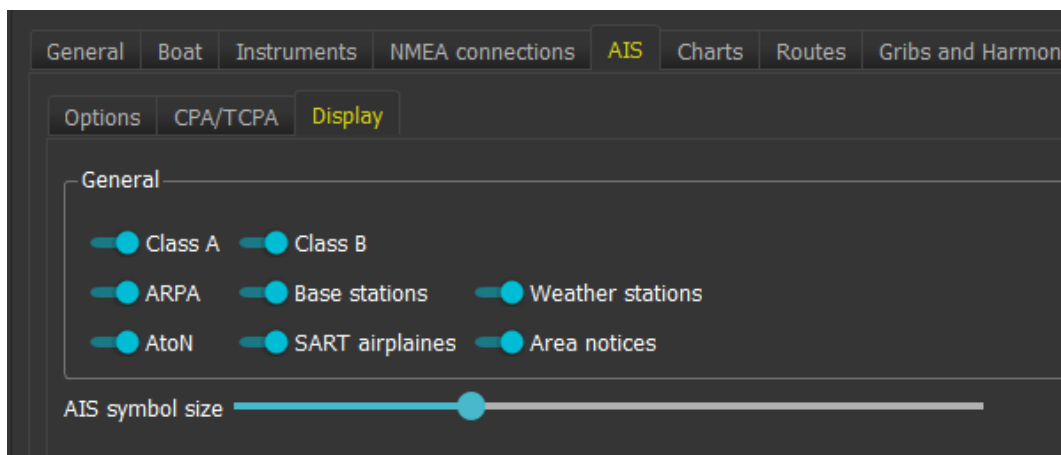 General Boat Instruments NMEA connections AIS Charts Routes Gribs and Harmon
Options CPA/TCPA Display
General
Class A Class B
ARPA Base stations Weather stations
AtoN SART airplaines Area notices
AIS symbol size